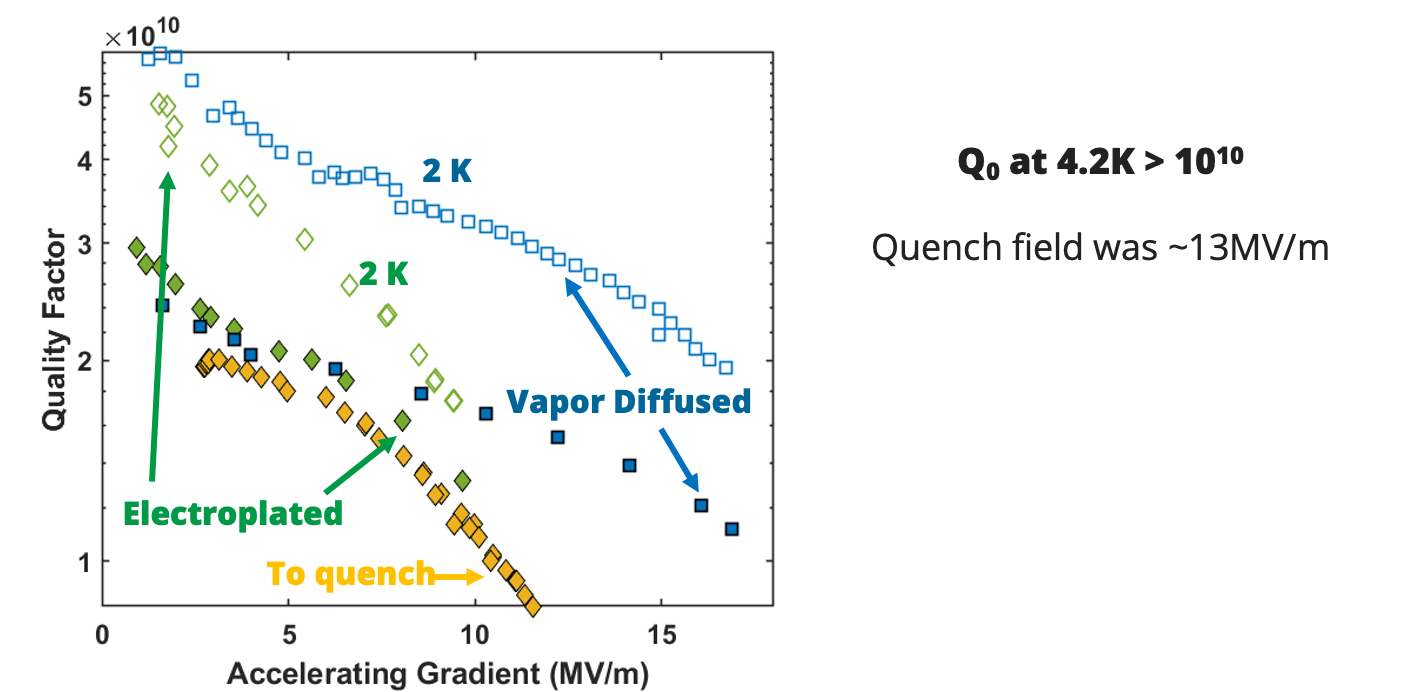 ×10¹⁰
5
4
3
2
1
Quality Factor
0
5
10
15
Accelerating Gradient (MV/m)
2 K
2 K
Vapor Diffused
Electroplated
To quench
Q₀ at 4.2K > 10¹⁰
Quench field was ~13MV/m